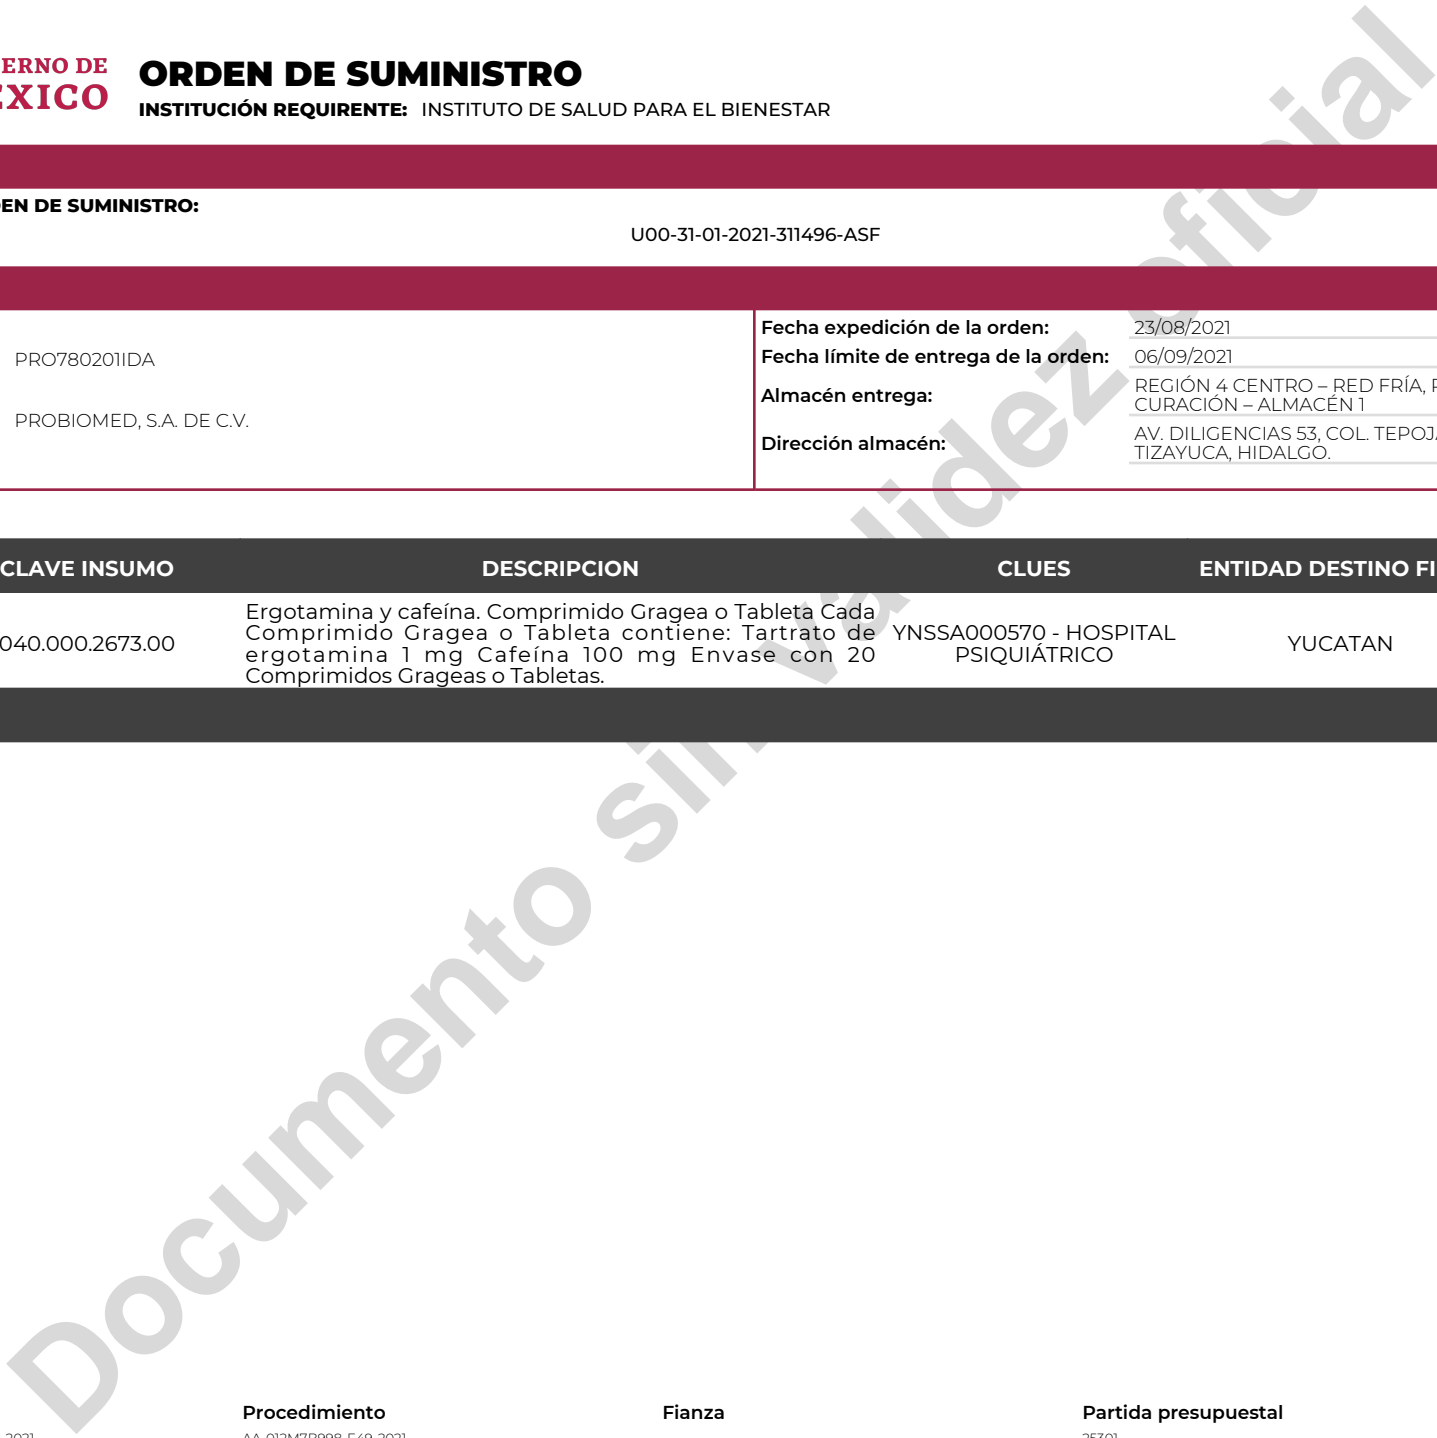 ERNO DE
ÉXICO
ORDEN DE SUMINISTRO
INSTITUCIÓN REQUIRENTE: INSTITUTO DE SALUD PARA EL BIENESTAR
EN DE SUMINISTRO:
U00-31-01-2021-311496-ASF
PRO780201IDA
PROBIOMED, S.A. DE C.V.
Fecha expedición de la orden: 23/08/2021
Fecha límite de entrega de la orden: 06/09/2021
Almacén entrega: REGIÓN 4 CENTRO – RED FRÍA,
CURACIÓN – ALMACÉN 1
Dirección almacén: AV. DILIGENCIAS 53, COL. TEPOJ
TIZAYUCA, HIDALGO.
CLAVE INSUMO DESCRIPCION CLUES ENTIDAD DESTINO FI
040.000.2673.00
Ergotamina y cafeína. Comprimido Gragea o Tableta Cada
Comprimido Gragea o Tableta contiene: Tartrato de
ergotamina 1 mg Cafeína 100 mg Envase con 20
Comprimidos Grageas o Tabletas.
YNSSA000570 - HOSPITAL
PSIQUIÁTRICO
YUCATAN
Documento sin validez oficial
Procedimiento Fianza Partida presupuestal